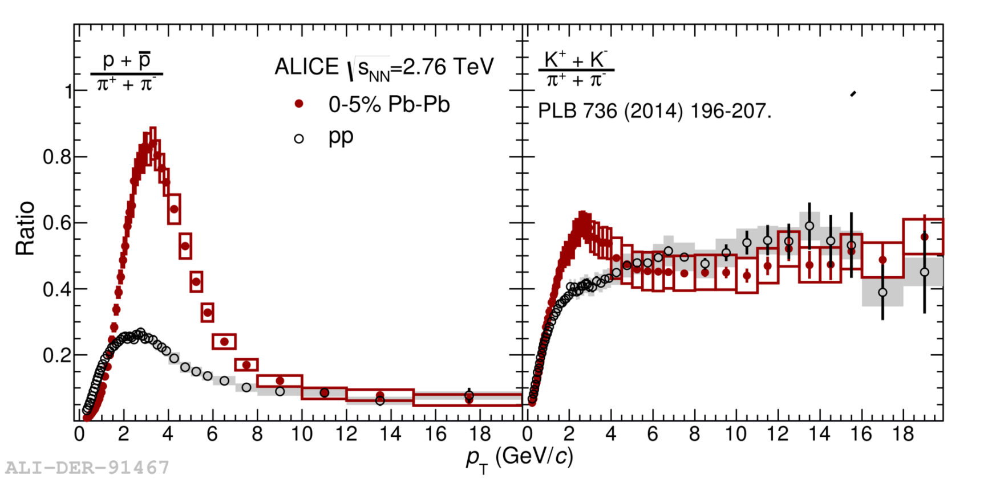 p + p̅
π⁺ + π⁻
ALICE √sNN=2.76 TeV
0-5% Pb-Pb
pp
K⁺ + K⁻
π⁺ + π⁻
PLB 736 (2014) 196-207.
Ratio
1
0.8
0.6
0.4
0.2
0 2 4 6 8 10 12 14 16 18 0 2 4 6 8 10 12 14 16 18
pT (GeV/c)
ALI-DER-91467